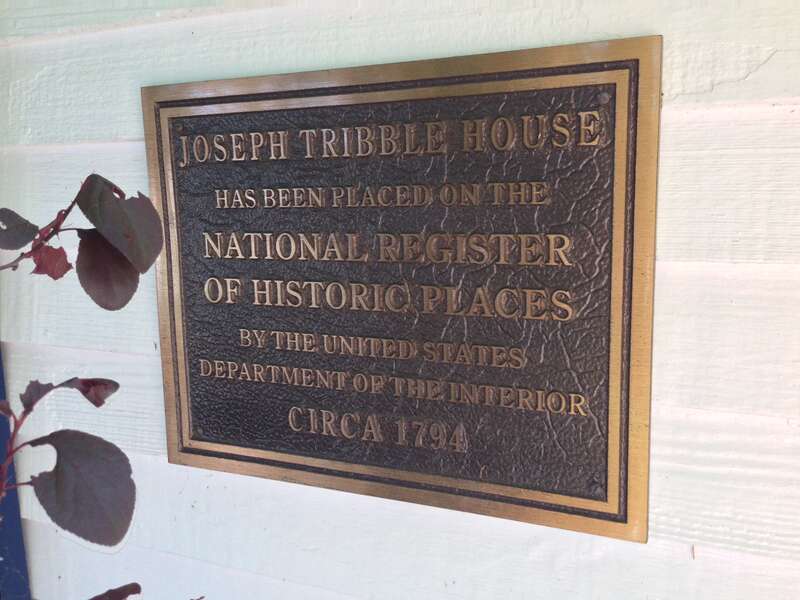 JOSEPH TRIBBLE HOUSE
HAS BEEN PLACED ON THE
NATIONAL REGISTER
OF HISTORIC PLACES
BY THE UNITED STATES
DEPARTMENT OF THE INTERIOR
CIRCA 1794